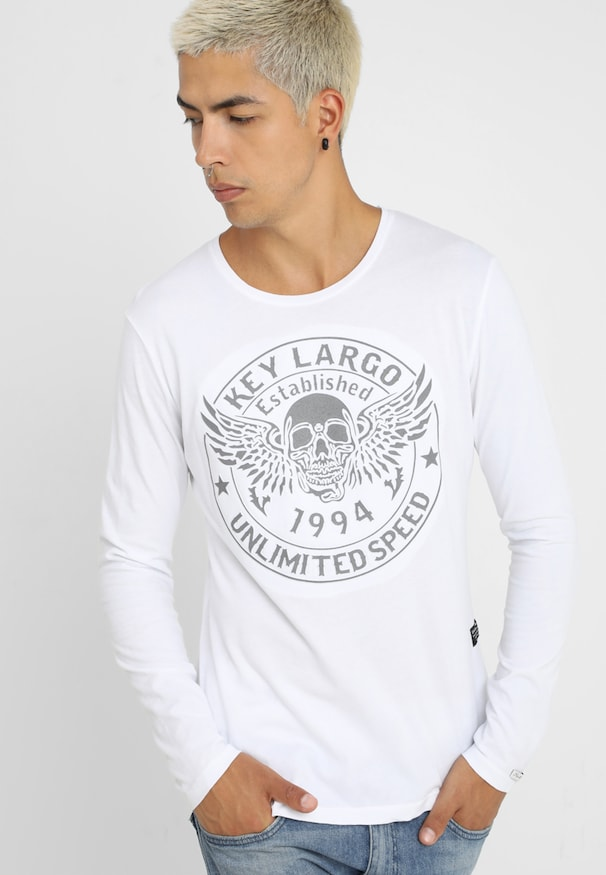 KEY LARGO
Established
1994
UNLIMITED SPEED